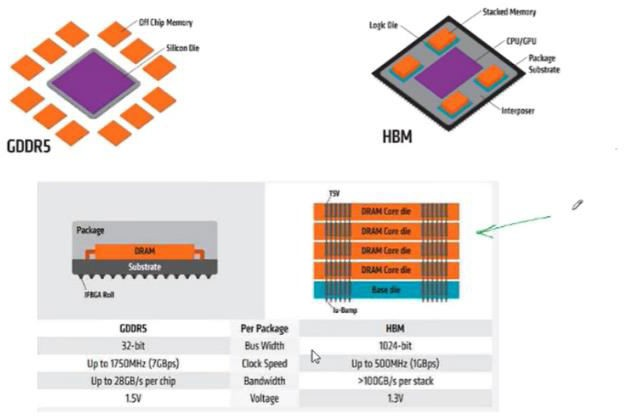 Off Chip Memory
Silicon Die
GDDR5
Stacked Memory
Logic Die
CPU/GPU
Package
Substrate
Interposer
HBM
Package
DRAM
Substrate
IFBGA Roll
TSV
DRAM Core die
DRAM Core die
DRAM Core die
DRAM Core die
Base die
GDDR5 Per Package HBM
32-bit Bus Width 1024-bit
Up to 1750MHz (7GBps) Clock Speed Up to 500MHz (1GBps)
Up to 28GB/s per chip Bandwidth >100GB/s per stack
1.5V Voltage 1.3V